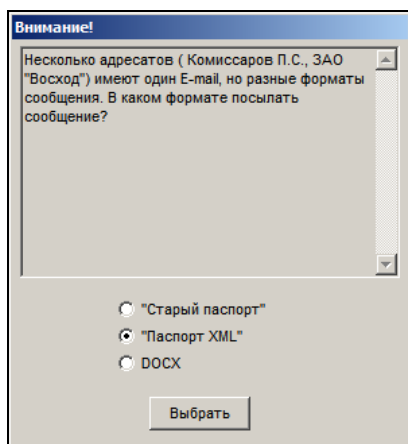 Внимание!
Несколько адресатов ( Комиссаров П.С., ЗАО
"Восход") имеют один E-mail, но разные форматы
сообщения. В каком формате посылать
сообщение?
"Старый паспорт"
"Паспорт XML"
DOCX
Выбрать